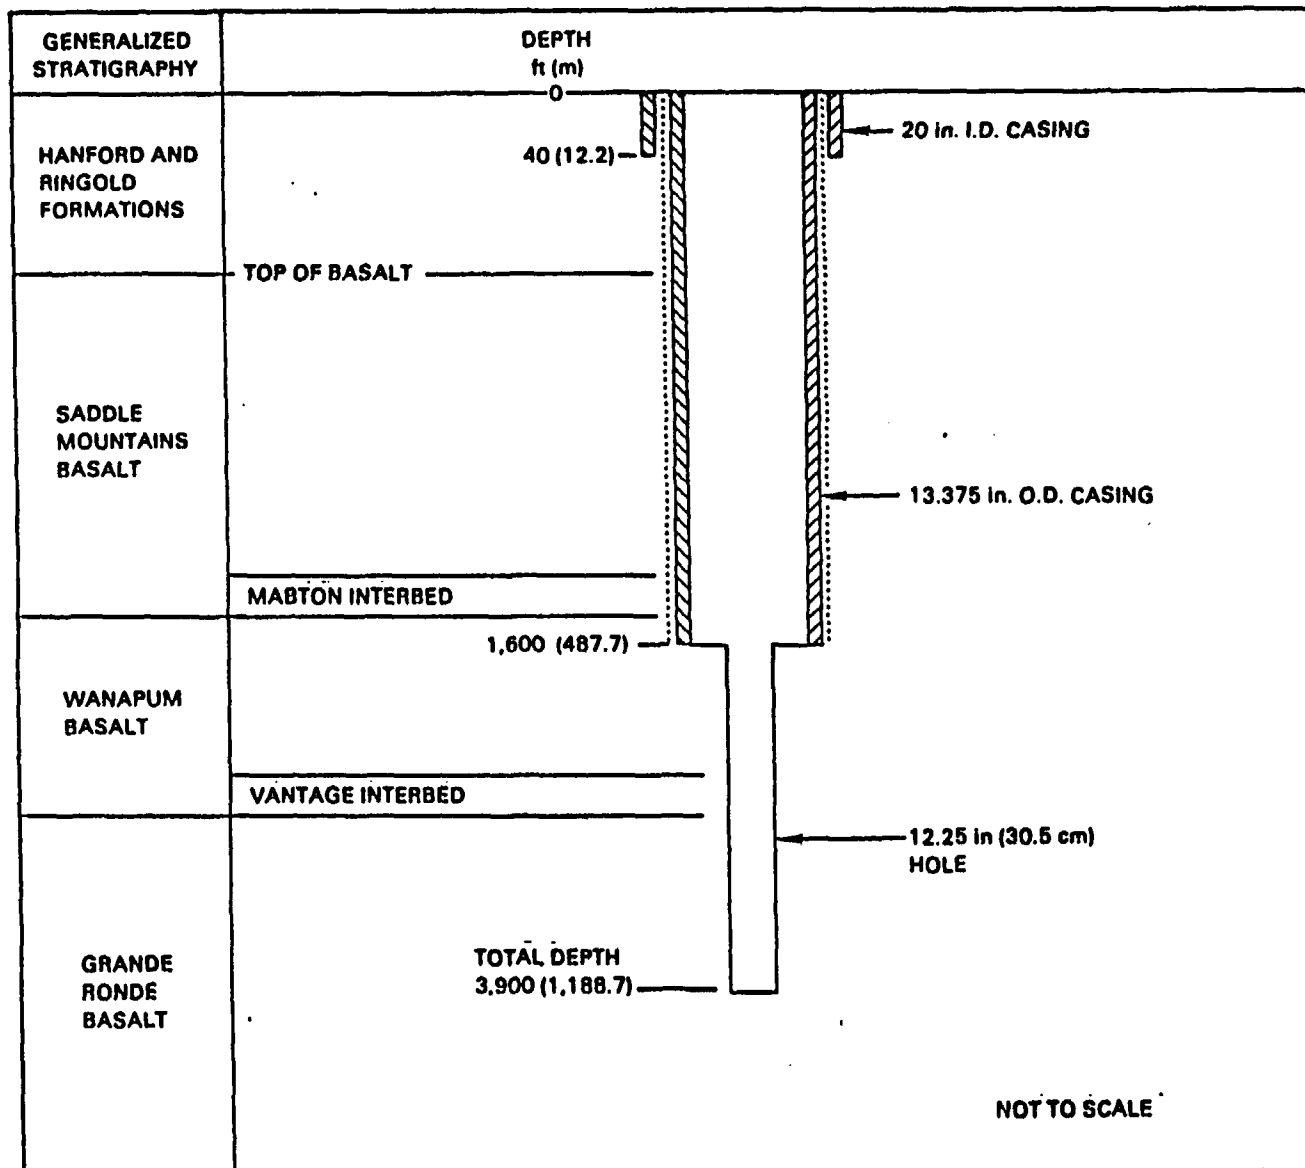 GENERALIZED
STRATIGRAPHY
DEPTH
ft (m)
0
20 in. I.D. CASING
40 (12.2)
HANFORD AND
RINGOLD
FORMATIONS
TOP OF BASALT
SADDLE
MOUNTAINS
BASALT
13.375 in. O.D. CASING
MABTON INTERBED
1,600 (487.7)
WANAPUM
BASALT
VANTAGE INTERBED
12.25 in (30.5 cm)
HOLE
TOTAL DEPTH
3,900 (1,188.7)
GRANDE
RONDE
BASALT
NOT TO SCALE